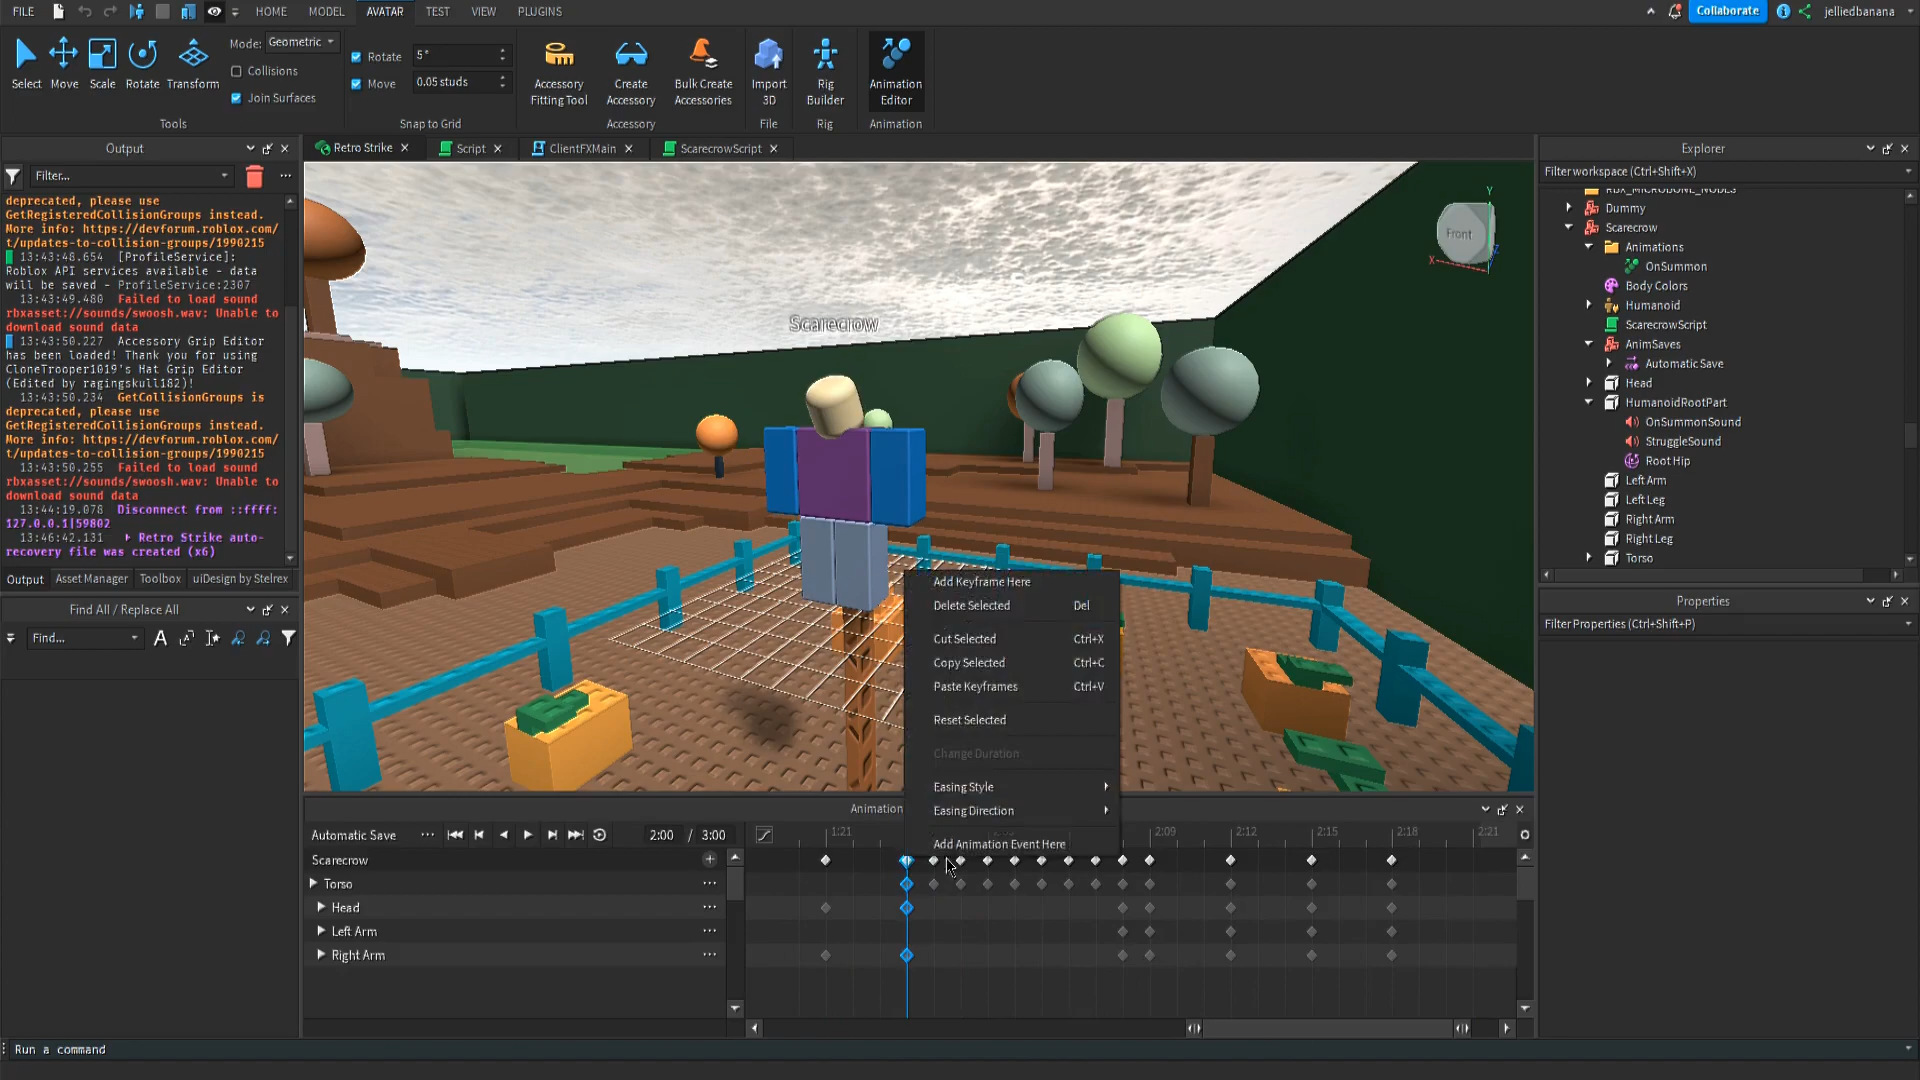 FILE
HOME
MODEL
AVATAR
TEST
VIEW
PLUGINS
Collaborate
jelliedbanana
Select
Move
Scale
Rotate
Transform
Mode:
Geometric
Collisions
Join Surfaces
Tools
Rotate
5°
Move
0.05 studs
Snap to Grid
Accessory
Fitting Tool
Create
Accessory
Bulk Create
Accessories
Accessory
Import
3D
File
Rig
Builder
Rig
Animation
Editor
Animation
Output
Filter...
deprecated, please use
GetRegisteredCollisionGroups instead.
More info: https://devforum.roblox.com/
t/updates-to-collision-groups/1990215
13:43:48.654 [ProfileService]:
Roblox API services available - data
will be saved - ProfileService:2307
13:43:49.480 Failed to load sound
rbxasset://sounds/swoosh.wav: Unable to
download sound data
13:43:50.227 Accessory Grip Editor
has been loaded! Thank you for using
CloneTrooper1019's Hat Grip Editor
(Edited by ragingskull182)!
13:43:50.234 GetCollisionGroups is
deprecated, please use
GetRegisteredCollisionGroups instead.
More info: https://devforum.roblox.com/
t/updates-to-collision-groups/1990215
13:43:50.255 Failed to load sound
rbxasset://sounds/swoosh.wav: Unable to
download sound data
13:44:19.078 Disconnect from ::ffff:
127.0.0.1|59802
13:46:42.131 Retro Strike auto-
recovery file was created (x6)
Output
Asset Manager
Toolbox
uiDesign by Stelrex
Find All / Replace All
Find...
Retro Strike
Script
ClientFXMain
ScarecrowScript
Scarecrow
Front
Y
X
Add Keyframe Here
Delete Selected Del
Cut Selected Ctrl+X
Copy Selected Ctrl+C
Paste Keyframes Ctrl+V
Reset Selected
Change Duration
Easing Style
Easing Direction
Add Animation Event Here
Animation
Automatic Save
2:00 / 3:00
1:21
2:09
2:12
2:15
2:18
2:21
Scarecrow
Torso
Head
Left Arm
Right Arm
Explorer
Filter workspace (Ctrl+Shift+X)
RBX_MICROBONE_NODES
Dummy
Scarecrow
Animations
OnSummon
Body Colors
Humanoid
ScarecrowScript
AnimSaves
Automatic Save
Head
HumanoidRootPart
OnSummonSound
StruggleSound
Root Hip
Left Arm
Left Leg
Right Arm
Right Leg
Torso
Properties
Filter Properties (Ctrl+Shift+P)
Run a command